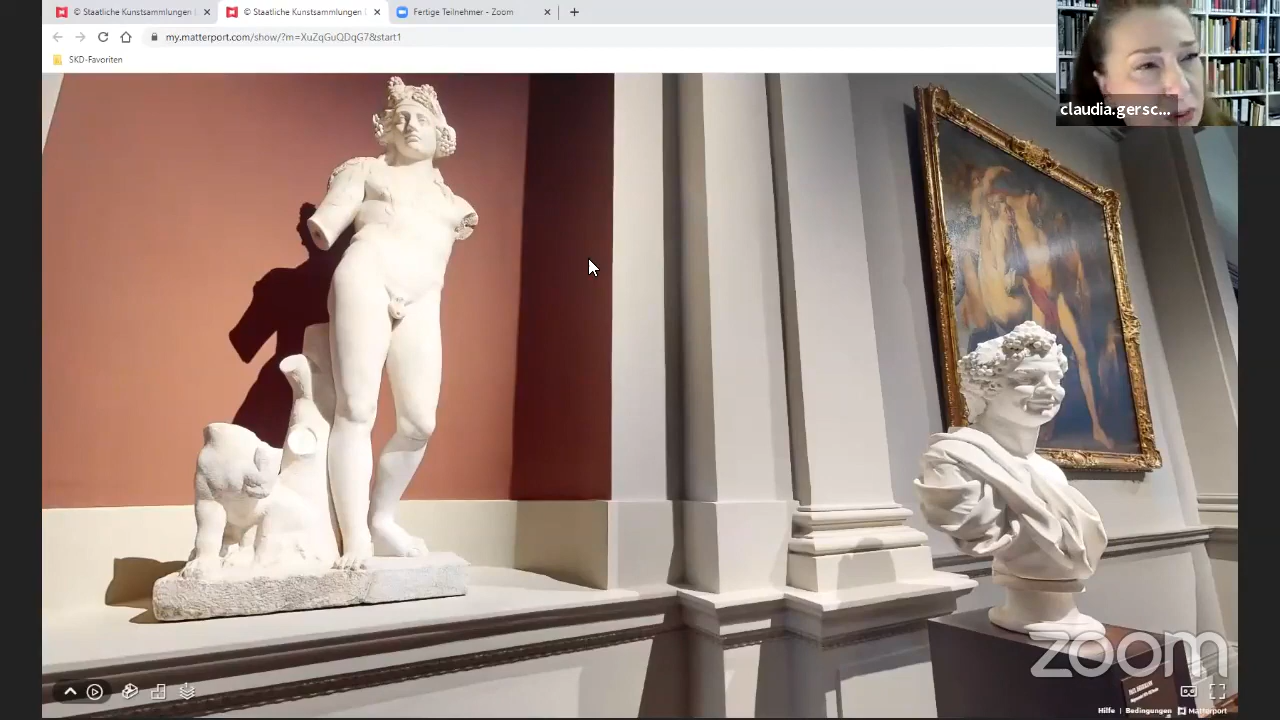 © Staatliche Kunstsammlungen
© Staatliche Kunstsammlungen
Fertige Teilnehmer - Zoom
my.matterport.com/show/?m=XuZqGuQDqG7&start1
SKD-Favoriten
claudia.gersc...
zoom
Hilfe | Bedingungen Matterport